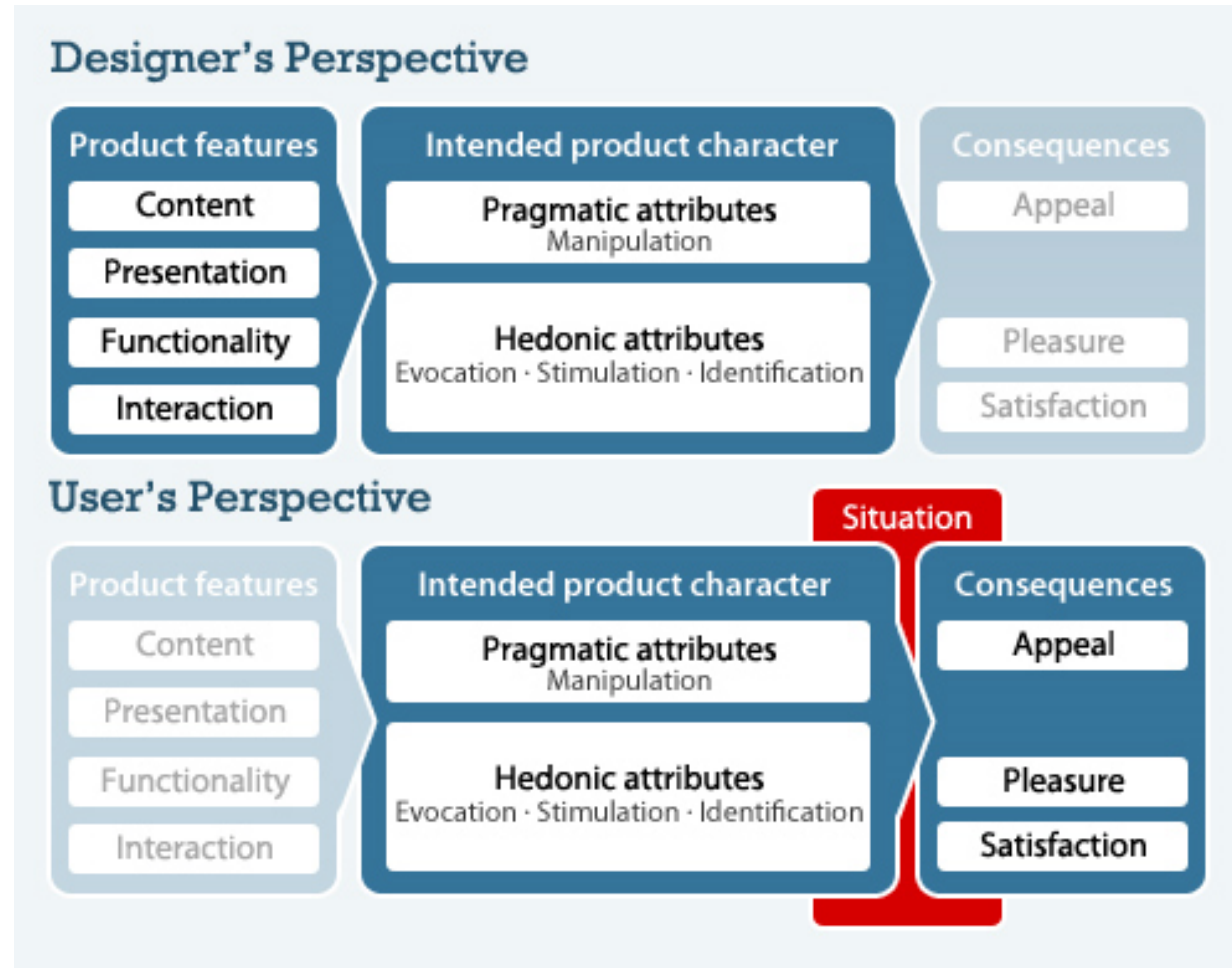 Designer's Perspective
Product features
Content
Presentation
Functionality
Interaction
Intended product character
Pragmatic attributes
Manipulation
Hedonic attributes
Evocation · Stimulation · Identification
Consequences
Appeal
Pleasure
Satisfaction
User's Perspective
Product features
Content
Presentation
Functionality
Interaction
Intended product character
Pragmatic attributes
Manipulation
Hedonic attributes
Evocation · Stimulation · Identification
Situation
Consequences
Appeal
Pleasure
Satisfaction